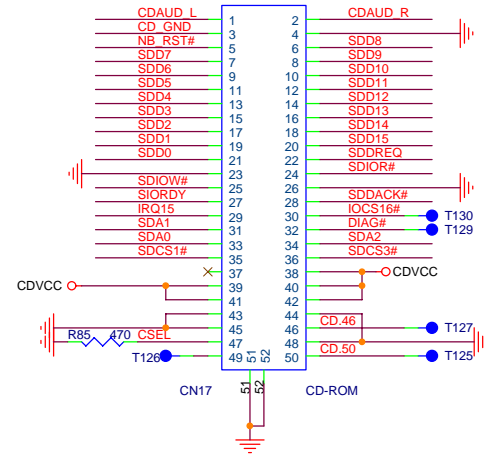 CDAUD_L 1 2 CDAUD_R
CD_GND 3 4
NB_RST# 5 6 SDD8
SDD7 7 8 SDD9
SDD6 9 10 SDD10
SDD5 11 12 SDD11
SDD4 13 14 SDD12
SDD3 15 16 SDD13
SDD2 17 18 SDD14
SDD1 19 20 SDD15
SDD0 21 22 SDDREQ
23 24 SDIOR#
SDIOW# 25 26
SIORDY 27 28 SDDACK#
IRQ15 29 30 IOCS16# T130
SDA1 31 32 DIAG# T129
SDA0 33 34 SDA2
SDCS1# 35 36 SDCS3#
37 38 CDVCC
CDVCC 39 40
41 42
43 44
45 46 CD.46 T127
R85 470 CSEL 47 48
T126 49 50 CD.50 T125
51 52
51 52
CN17 CD-ROM